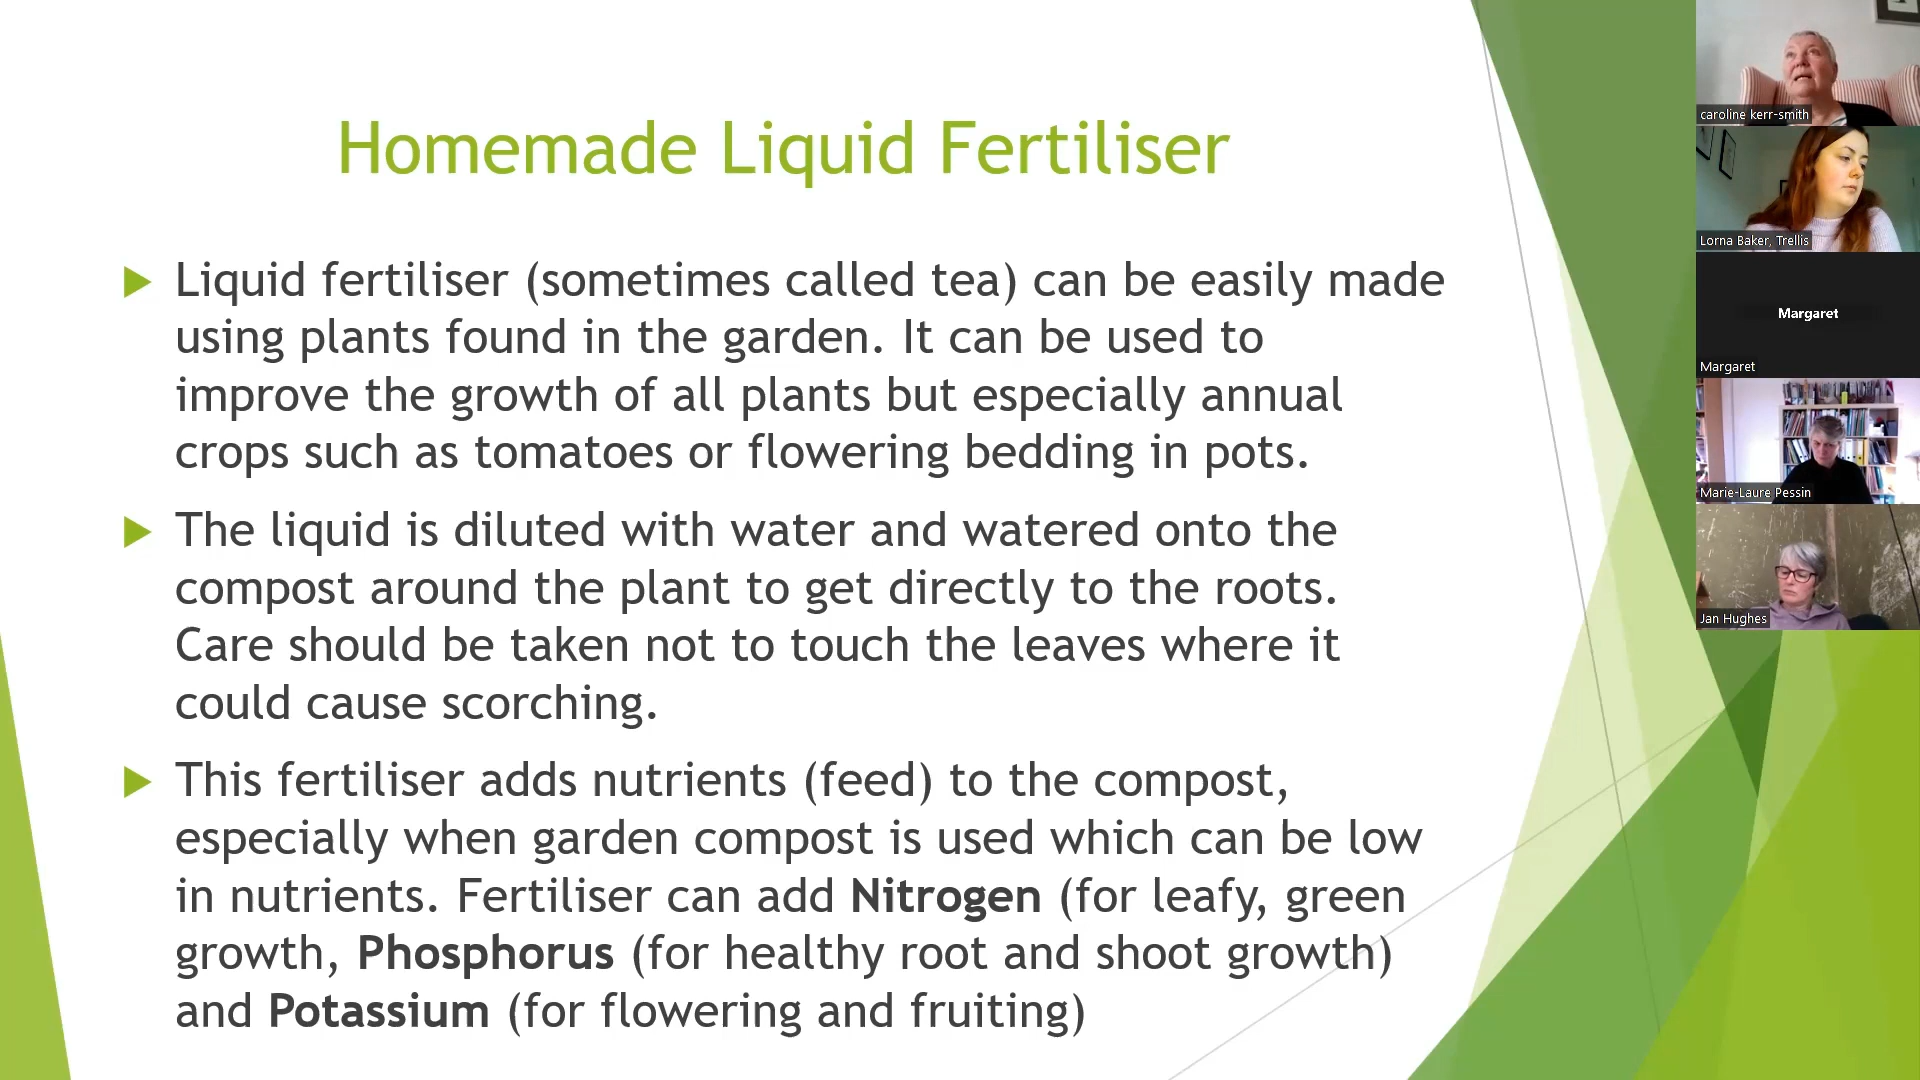 Homemade Liquid Fertiliser
Liquid fertiliser (sometimes called tea) can be easily made
using plants found in the garden. It can be used to
improve the growth of all plants but especially annual
crops such as tomatoes or flowering bedding in pots.
The liquid is diluted with water and watered onto the
compost around the plant to get directly to the roots.
Care should be taken not to touch the leaves where it
could cause scorching.
This fertiliser adds nutrients (feed) to the compost,
especially when garden compost is used which can be low
in nutrients. Fertiliser can add Nitrogen (for leafy, green
growth, Phosphorus (for healthy root and shoot growth)
and Potassium (for flowering and fruiting)
caroline kerr-smith
Lorna Baker, Trellis
Margaret
Margaret
Marie-Laure Pessin
Jan Hughes